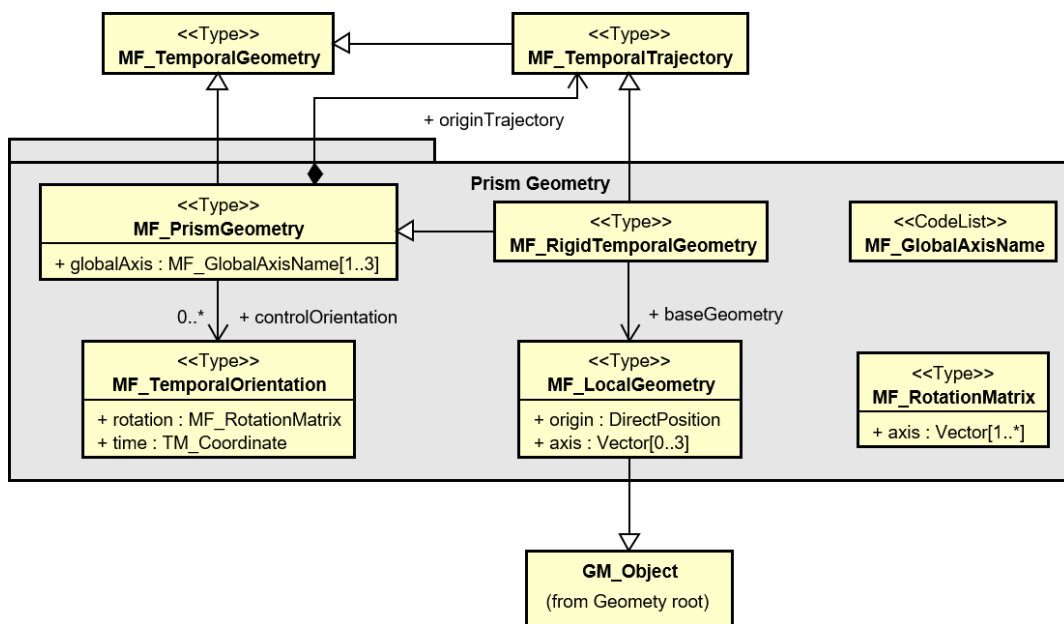 <<Type>>
MF_TemporalGeometry
<<Type>>
MF_TemporalTrajectory
+ originTrajectory
Prism Geometry
<<Type>>
MF_PrismGeometry
+ globalAxis : MF_GlobalAxisName[1..3]
<<Type>>
MF_RigidTemporalGeometry
<<CodeList>>
MF_GlobalAxisName
0..* + controlOrientation
+ baseGeometry
<<Type>>
MF_TemporalOrientation
+ rotation : MF_RotationMatrix
+ time : TM_Coordinate
<<Type>>
MF_LocalGeometry
+ origin : DirectPosition
+ axis : Vector[0..3]
<<Type>>
MF_RotationMatrix
+ axis : Vector[1..*]
GM_Object
(from Geomety root)